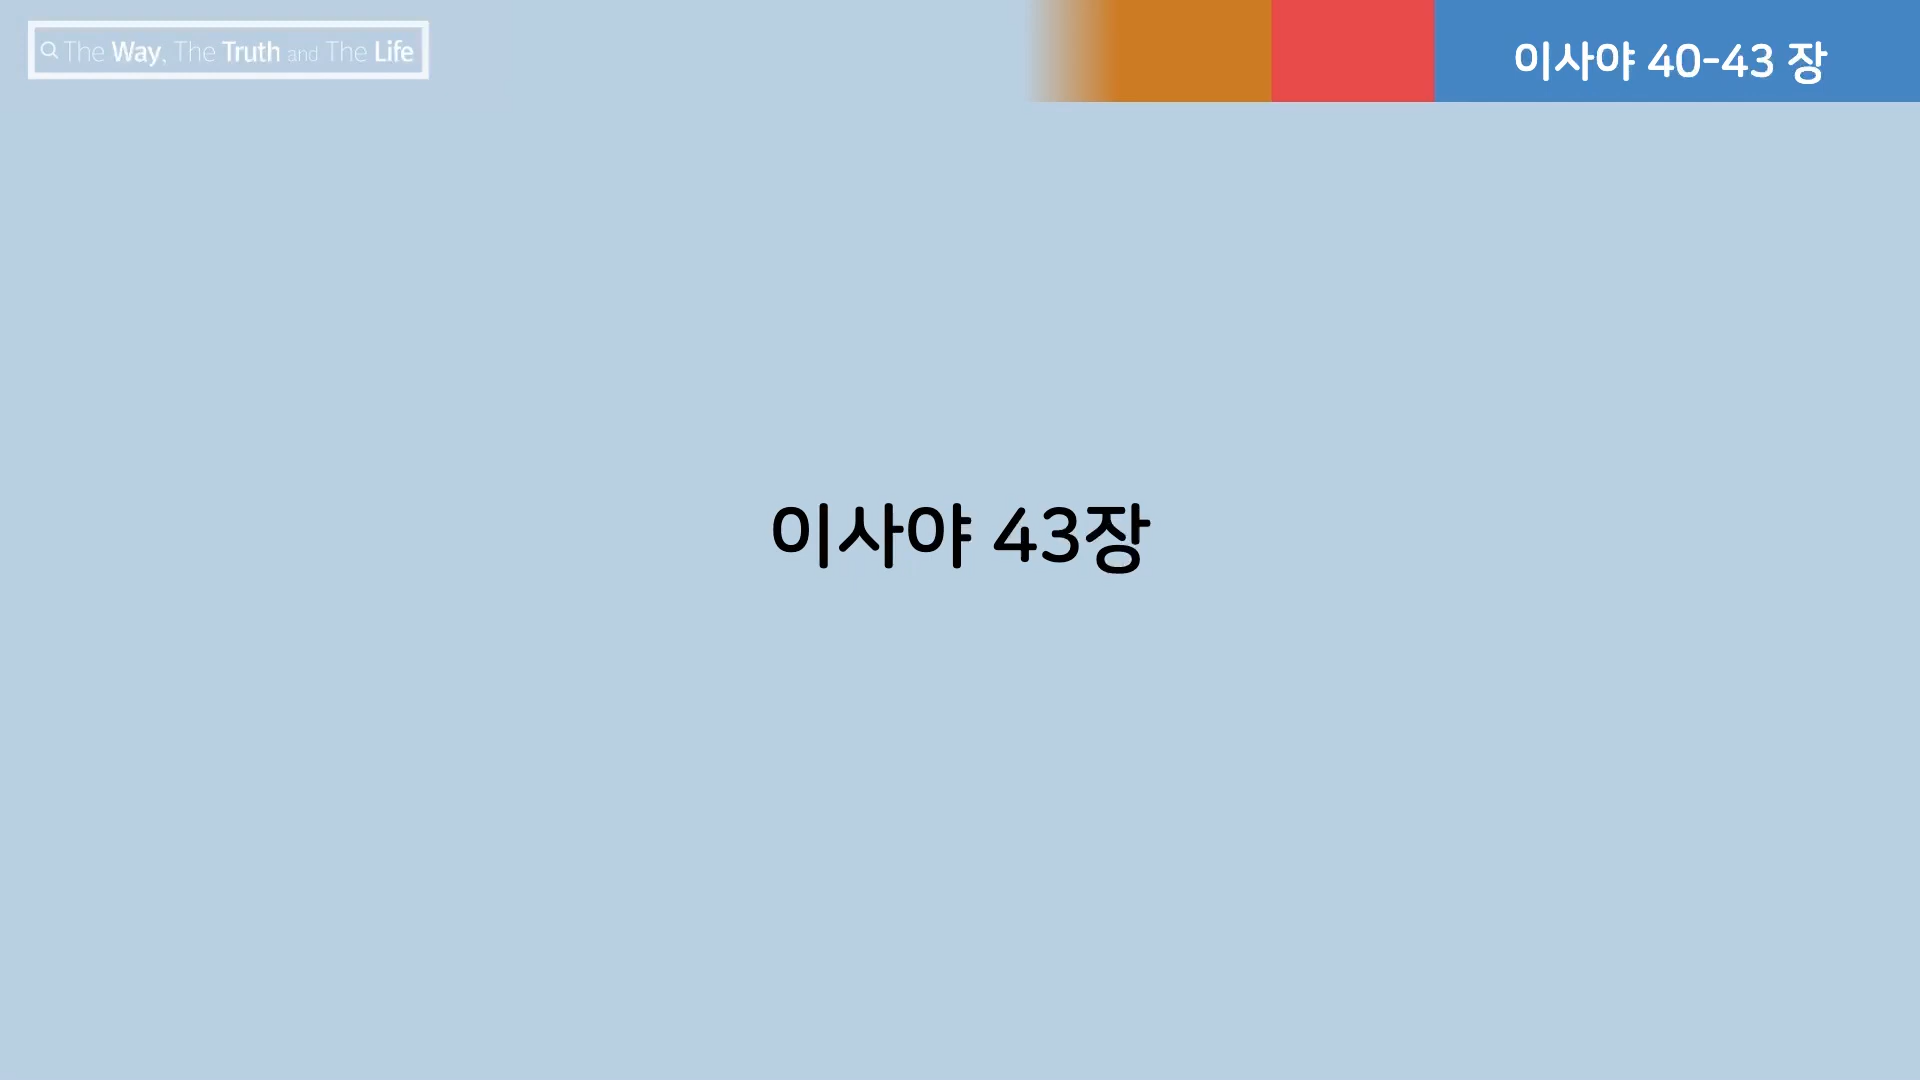 The Way, The Truth and The Life
이사야 40-43 장
이사야 43장